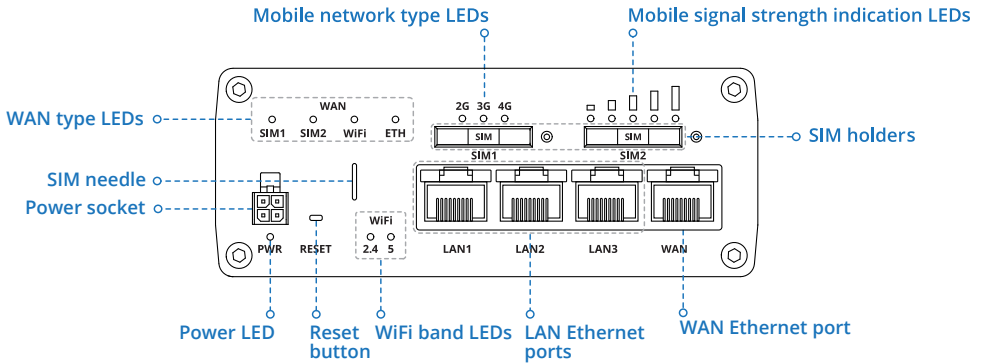 Mobile network type LEDs
Mobile signal strength indication LEDs
WAN
2G 3G 4G
WAN type LEDs
SIM1 SIM2 WiFi ETH
SIM
SIM
SIM holders
SIM1
SIM2
SIM needle
Power socket
WiFi
2.4 5
PWR
RESET
LAN1
LAN2
LAN3
WAN
Power LED
Reset
button
WiFi band LEDs
LAN Ethernet
ports
WAN Ethernet port